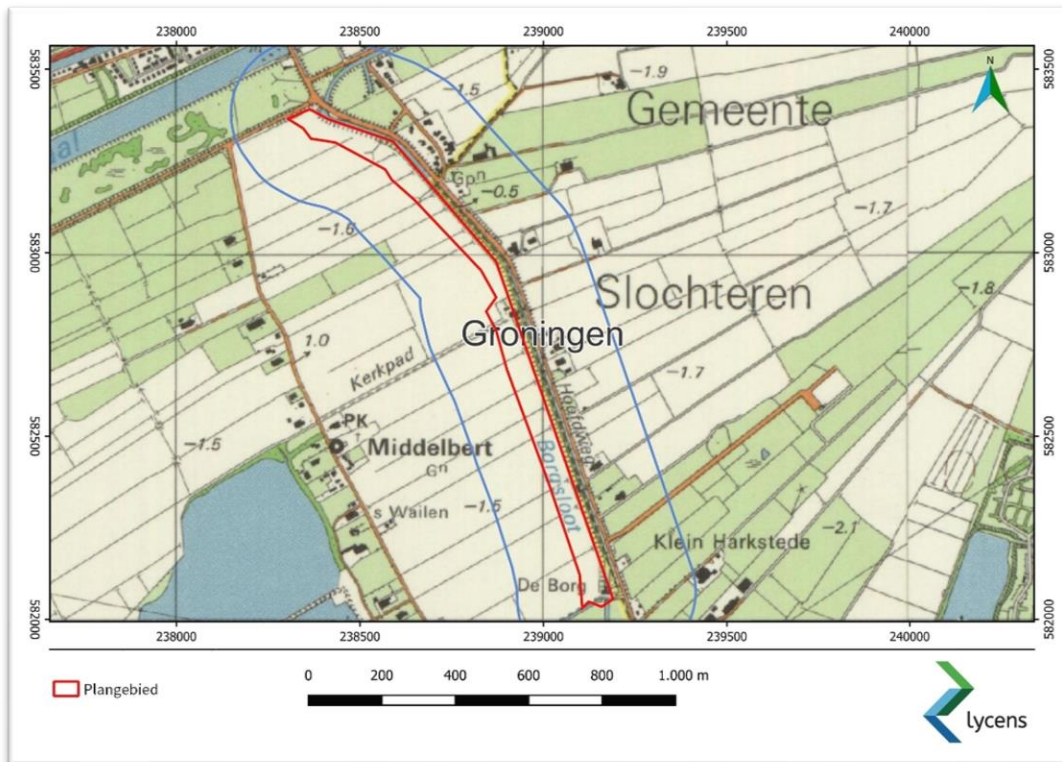 238000 238500 239000 239500 240000
583500 583500
-1.9
-1.5
Gemeente
aal
Gpn
-0.5
-1.7
-1.6
583000 583000
Slochteren
-1.8
Groningen
1.0
Kerkpad
-1.7
Hoofdweg
PK
582500 582500
-1.5
Middelbert
Gn
Borgsloot
s Wailen
-1.5
-2.1
Klein Harkstede
De Borg
582000 582000
238000 238500 239000 239500 240000
N
Plangebied
0 200 400 600 800 1.000 m
lycens